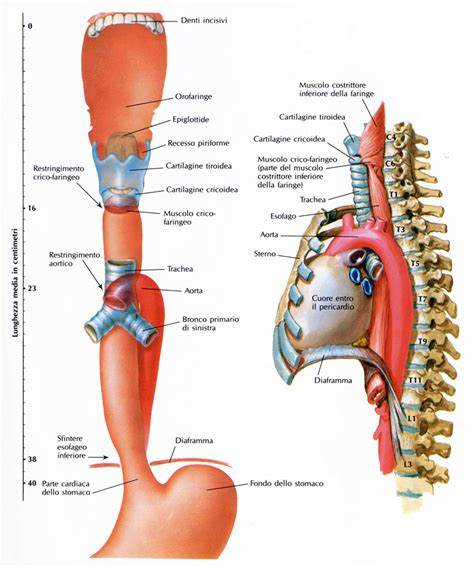 0
Denti incisivi
Orofaringe
Epiglottide
Recesso piriforme
Cartilagine tiroidea
Restringimento
crico-faringeo
Cartilagine cricoidea
16
Muscolo crico-
faringeo
Restringimento
aortico
Trachea
23
Aorta
Bronco primario
di sinistra
Lunghezza media in centimetri
Sfintere
esofageo
inferiore
Diaframma
38
40
Parte cardiaca
dello stomaco
Fondo dello stomaco
Muscolo costrittore
inferiore della faringe
Cartilagine tiroidea
Cartilagine cricoidea
Muscolo crico-faringeo
(parte del muscolo
costrittore inferiore
della faringe)
Trachea
Esofago
Aorta
Sterno
Cuore entro
il pericardio
Diaframma
C4
C6
T1
T3
T5
T7
T9
T11
L1
L3